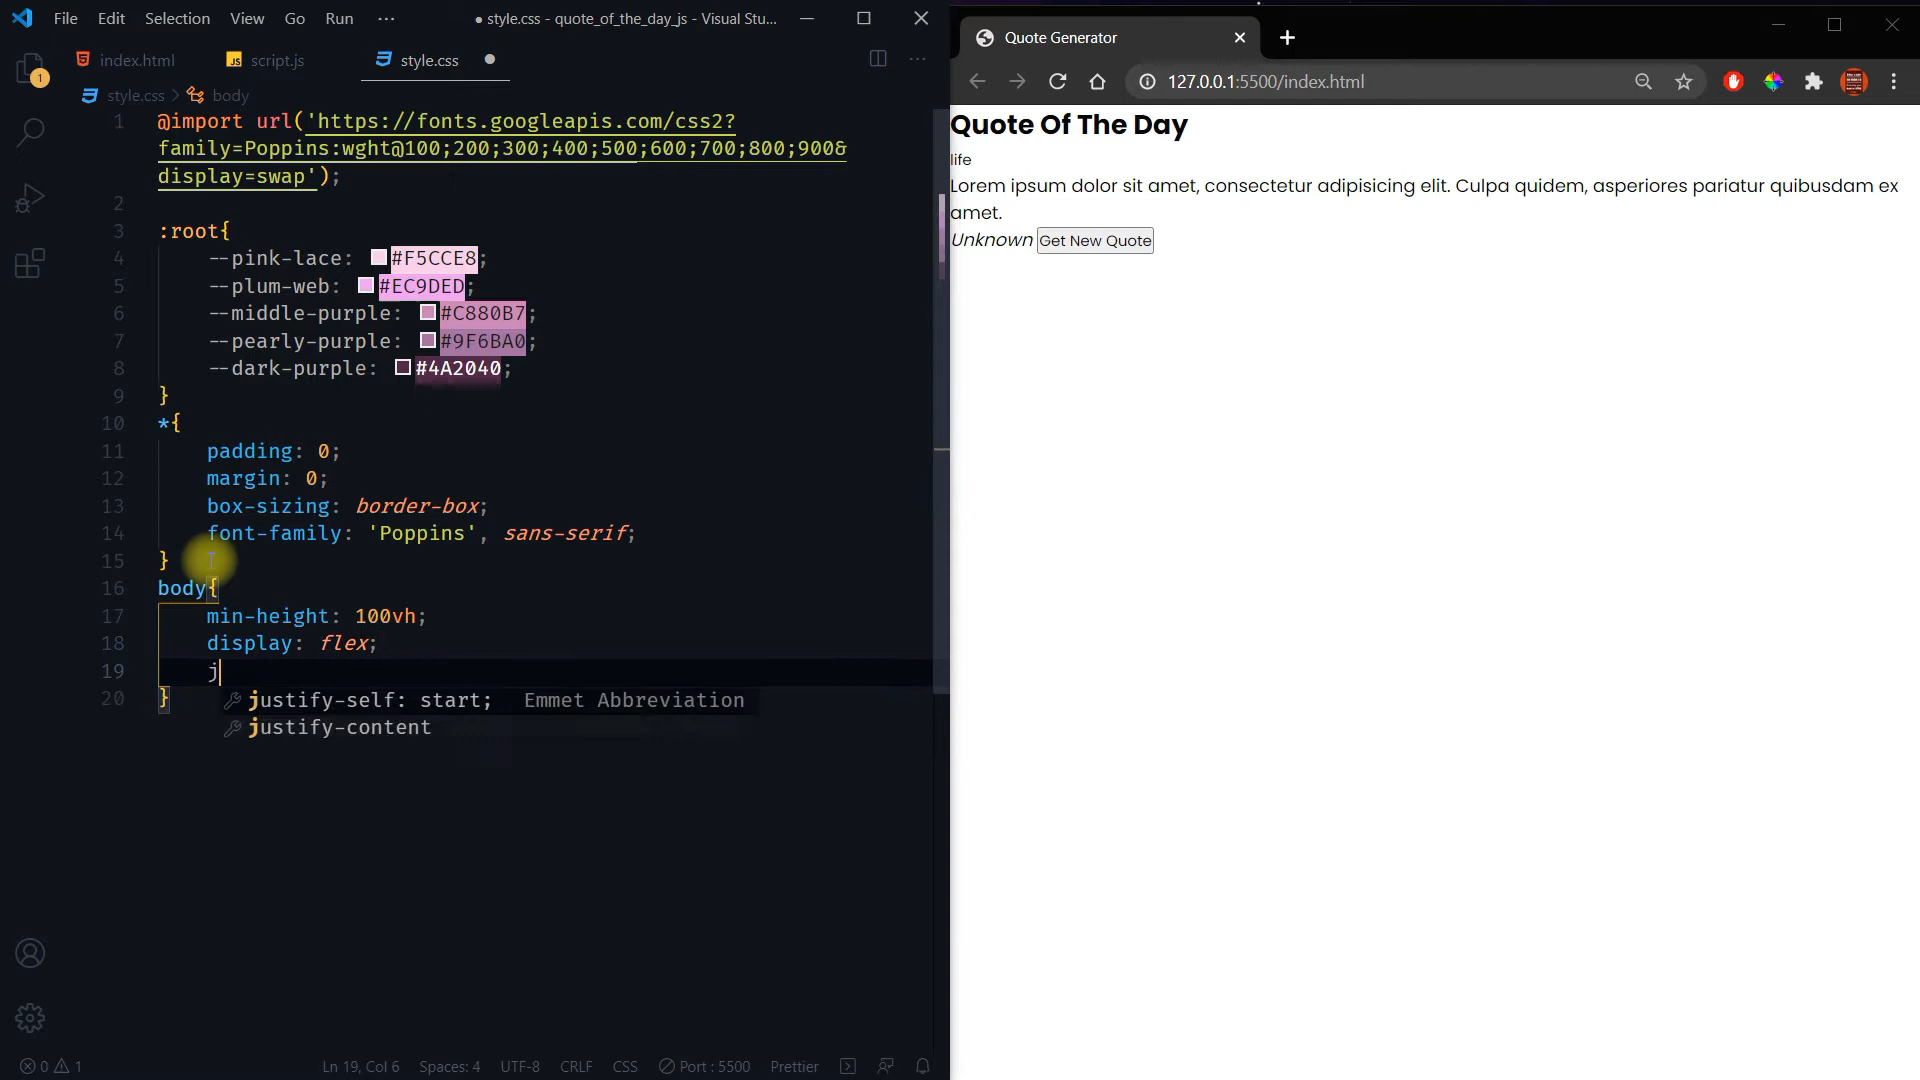 File Edit Selection View Go Run ··· ● style.css - quote_of_the_day_js - Visual Stu...
index.html script.js style.css
style.css > body
1 @import url('https://fonts.googleapis.com/css2?
family=Poppins:wght@100;200;300;400;500;600;700;800;900&
display=swap');
2
3 :root{
4 --pink-lace: #F5CCE8;
5 --plum-web: #EC9DED;
6 --middle-purple: #C880B7;
7 --pearly-purple: #9F6BA0;
8 --dark-purple: #4A2040;
9 }
10 *{
11 padding: 0;
12 margin: 0;
13 box-sizing: border-box;
14 font-family: 'Poppins', sans-serif;
15 }
16 body{
17 min-height: 100vh;
18 display: flex;
19 j
20 }
justify-self: start; Emmet Abbreviation
justify-content
1
0 1 Ln 19, Col 6 Spaces: 4 UTF-8 CRLF CSS Port : 5500 Prettier
Quote Generator
127.0.0.1:5500/index.html
Quote Of The Day
life
Lorem ipsum dolor sit amet, consectetur adipisicing elit. Culpa quidem, asperiores pariatur quibusdam ex
amet.
Unknown Get New Quote